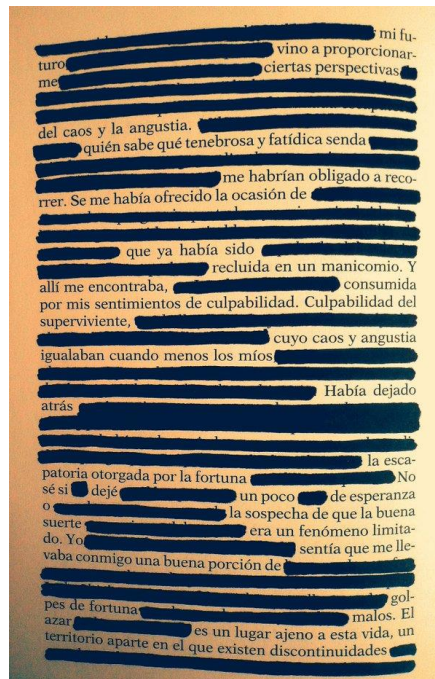 mi fu-
turo vino a proporcionar-
me ciertas perspectivas
del caos y la angustia.
quién sabe qué tenebrosa y fatídica senda
me habrían obligado a reco-
rrer. Se me había ofrecido la ocasión de
que ya había sido
recluida en un manicomio. Y
allí me encontraba, consumida
por mis sentimientos de culpabilidad. Culpabilidad del
superviviente,
cuyo caos y angustia
igualaban cuando menos los míos
Había dejado
atrás
la esca-
patoria otorgada por la fortuna No
sé si dejé un poco de esperanza
o la sospecha de que la buena
suerte era un fenómeno limita-
do. Yo sentía que me lle-
vaba conmigo una buena porción de
gol-
pes de fortuna malos. El
azar es un lugar ajeno a esta vida, un
territorio aparte en el que existen discontinuidades